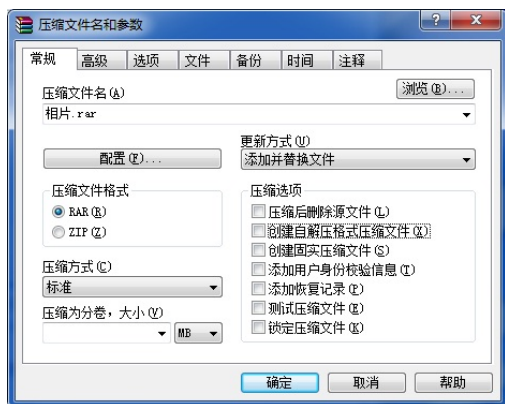 压缩文件名和参数
常规 高级 选项 文件 备份 时间 注释
压缩文件名(A)
浏览(B)...
相片.rar
更新方式(U)
配置(F)...
添加并替换文件
压缩文件格式
RAR(R)
ZIP(Z)
压缩选项
压缩后删除源文件(L)
创建自解压格式压缩文件(X)
创建固实压缩文件(S)
添加用户身份校验信息(T)
添加恢复记录(P)
测试压缩文件(E)
锁定压缩文件(K)
压缩方式(C)
标准
压缩为分卷，大小(V)
MB
确定 取消 帮助